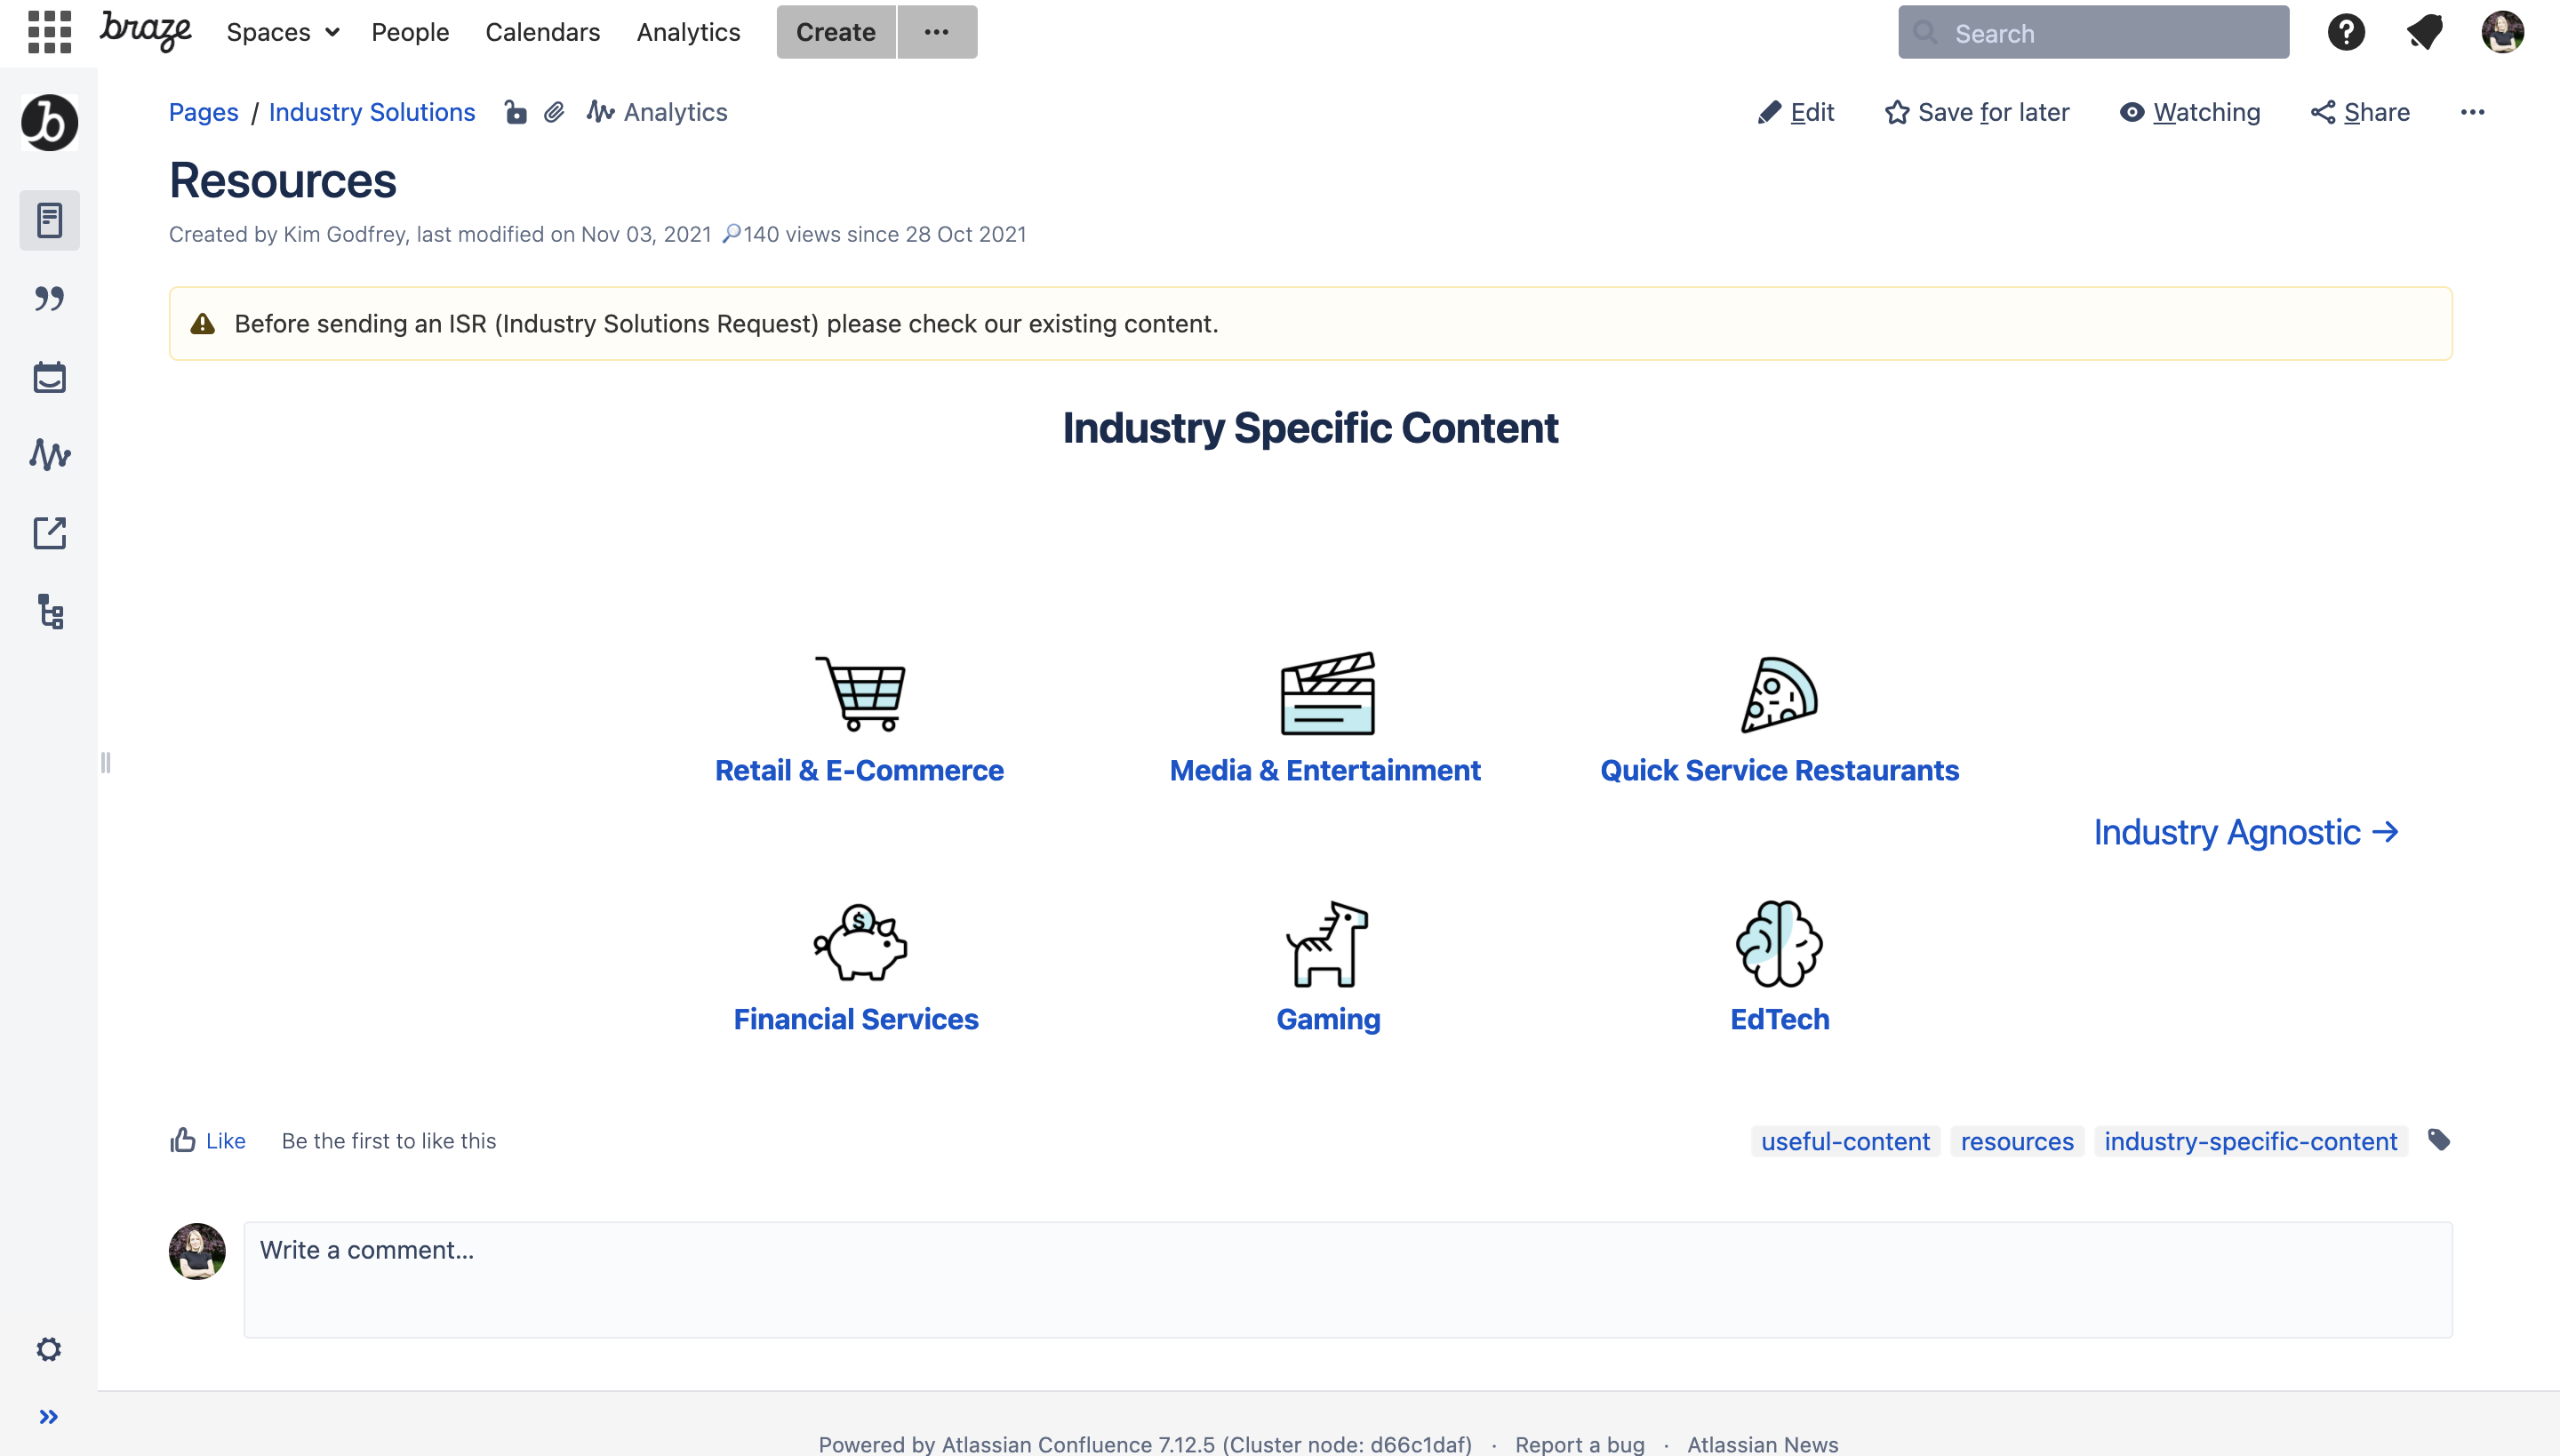 braze Spaces People Calendars Analytics Create ... Search
Pages / Industry Solutions Analytics Edit Save for later Watching Share ...
Resources
Created by Kim Godfrey, last modified on Nov 03, 2021 140 views since 28 Oct 2021
Before sending an ISR (Industry Solutions Request) please check our existing content.
Industry Specific Content
Retail & E-Commerce Media & Entertainment Quick Service Restaurants
Industry Agnostic →
$
Financial Services Gaming EdTech
Like Be the first to like this useful-content resources industry-specific-content
Write a comment...
Powered by Atlassian Confluence 7.12.5 (Cluster node: d66c1daf) · Report a bug · Atlassian News